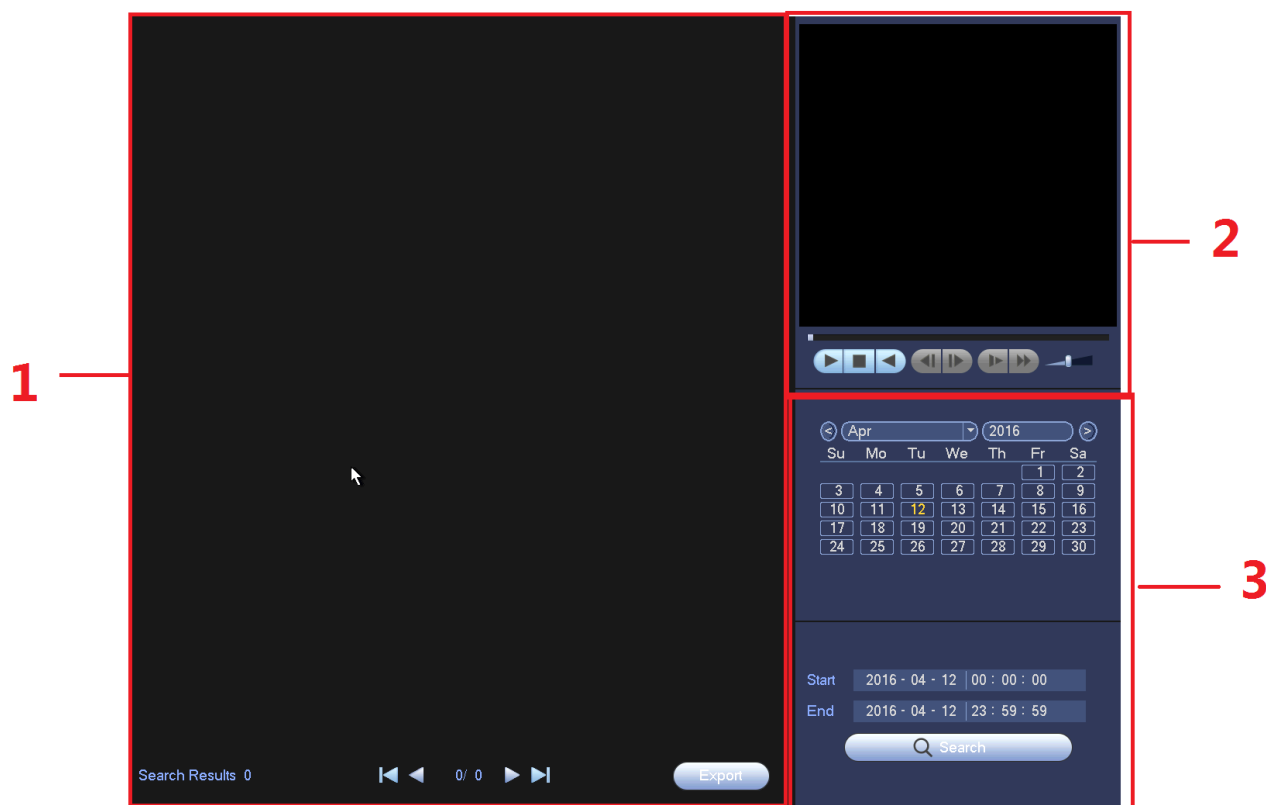 1
Search Results 0
0/ 0
Export
2
Apr 2016
Su Mo Tu We Th Fr Sa
1 2
3 4 5 6 7 8 9
10 11 12 13 14 15 16
17 18 19 20 21 22 23
24 25 26 27 28 29 30
3
Start 2016 - 04 - 12 00 : 00 : 00
End 2016 - 04 - 12 23 : 59 : 59
Search